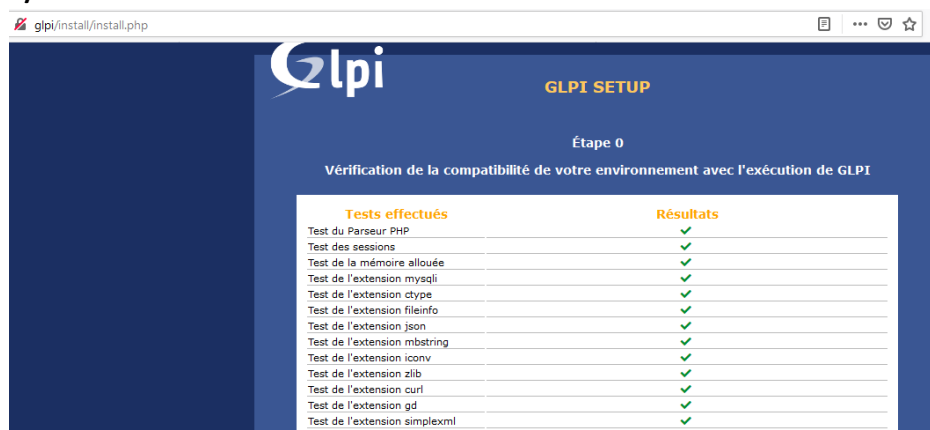 glpi/install/install.php
Glpi
GLPI SETUP
Étape 0
Vérification de la compatibilité de votre environnement avec l'exécution de GLPI
Tests effectués Résultats
Test du Parseur PHP
Test des sessions
Test de la mémoire allouée
Test de l'extension mysqli
Test de l'extension ctype
Test de l'extension fileinfo
Test de l'extension json
Test de l'extension mbstring
Test de l'extension iconv
Test de l'extension zlib
Test de l'extension curl
Test de l'extension gd
Test de l'extension simplexml